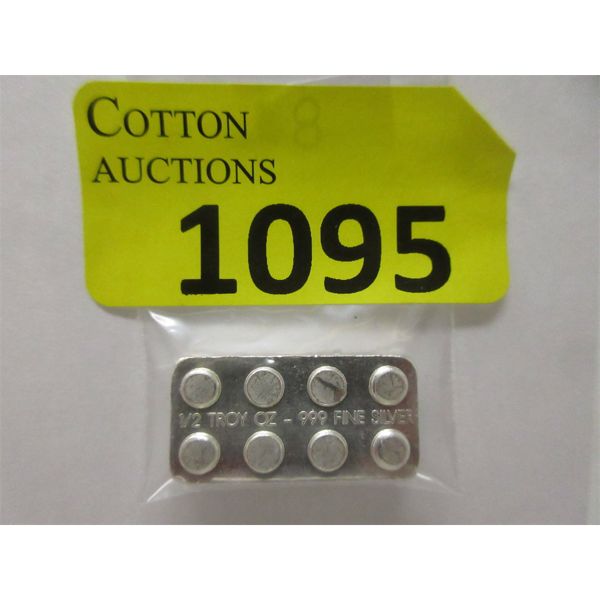 COTTON
AUCTIONS
1095
1/2 TROY OZ - 999 FINE SILVER